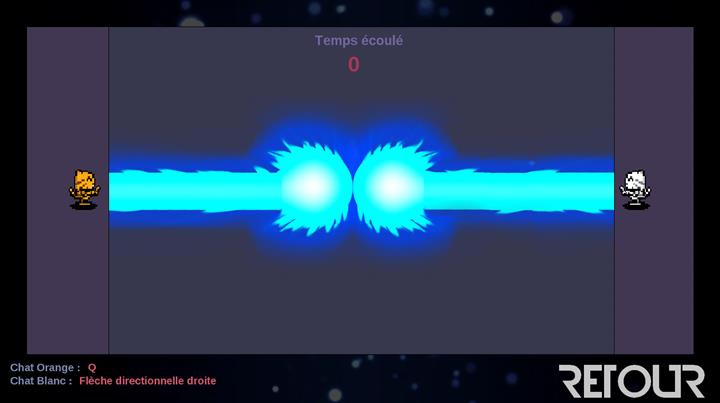 Temps écoulé
0
Chat Orange : Q
Chat Blanc : Flèche directionnelle droite
RETOUR